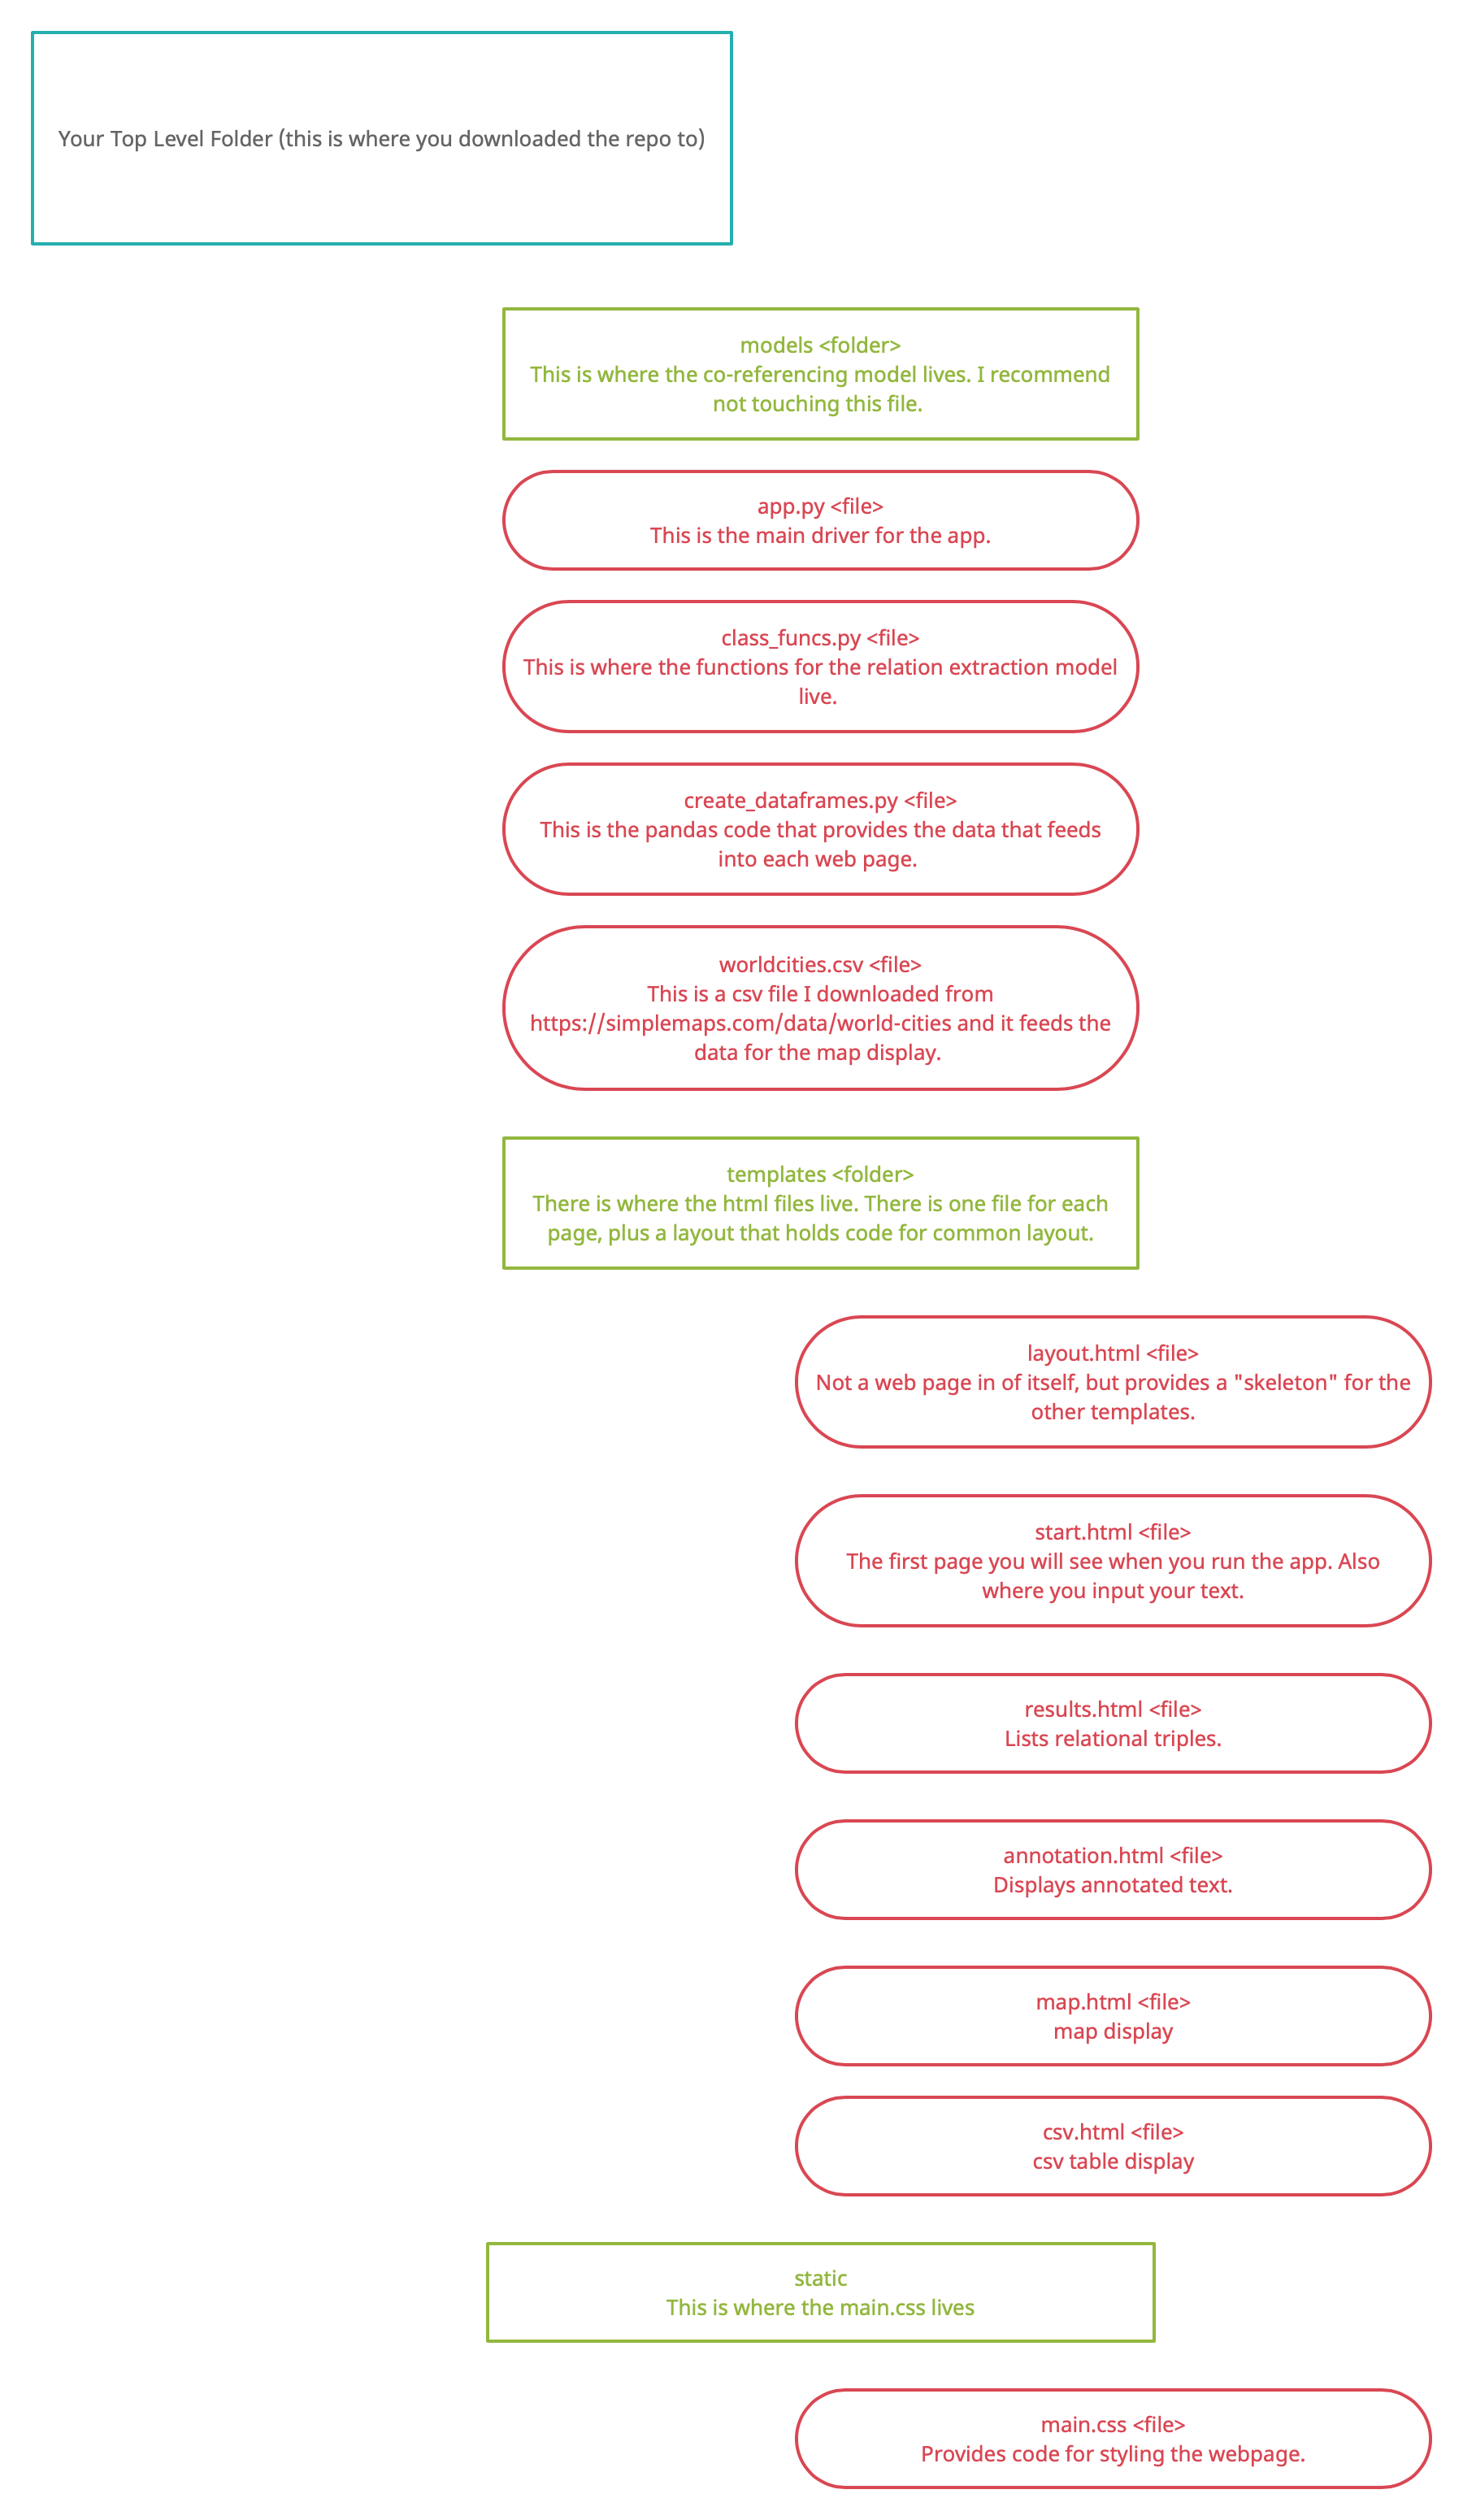 Your Top Level Folder (this is where you downloaded the repo to)
models <folder>
This is where the co-referencing model lives. I recommend
not touching this file.
app.py <file>
This is the main driver for the app.
class_funcs.py <file>
This is where the functions for the relation extraction model
live.
create_dataframes.py <file>
This is the pandas code that provides the data that feeds
into each web page.
worldcities.csv <file>
This is a csv file I downloaded from
https://simplemaps.com/data/world-cities and it feeds the
data for the map display.
templates <folder>
There is where the html files live. There is one file for each
page, plus a layout that holds code for common layout.
layout.html <file>
Not a web page in of itself, but provides a "skeleton" for the
other templates.
start.html <file>
The first page you will see when you run the app. Also
where you input your text.
results.html <file>
Lists relational triples.
annotation.html <file>
Displays annotated text.
map.html <file>
map display
csv.html <file>
csv table display
static
This is where the main.css lives
main.css <file>
Provides code for styling the webpage.